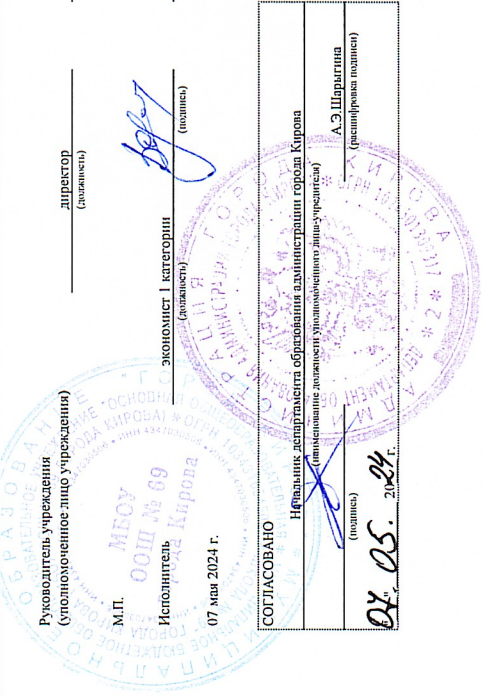 Руководитель учреждения
(уполномоченное лицо учреждения)
директор
(должность)
М.П.
Исполнитель
экономист 1 категории
(должность)
(подпись)
07 мая 2024 г.
МБОУ
ООШ № 69
города Кирова
СОГЛАСОВАНО
Начальник департамента образования администрации города Кирова
(наименование должности уполномоченного лица-учредителя)
А.Э.Шарыгина
(подпись)
(расшифровка подписи)
"07" 05. 2024 г.